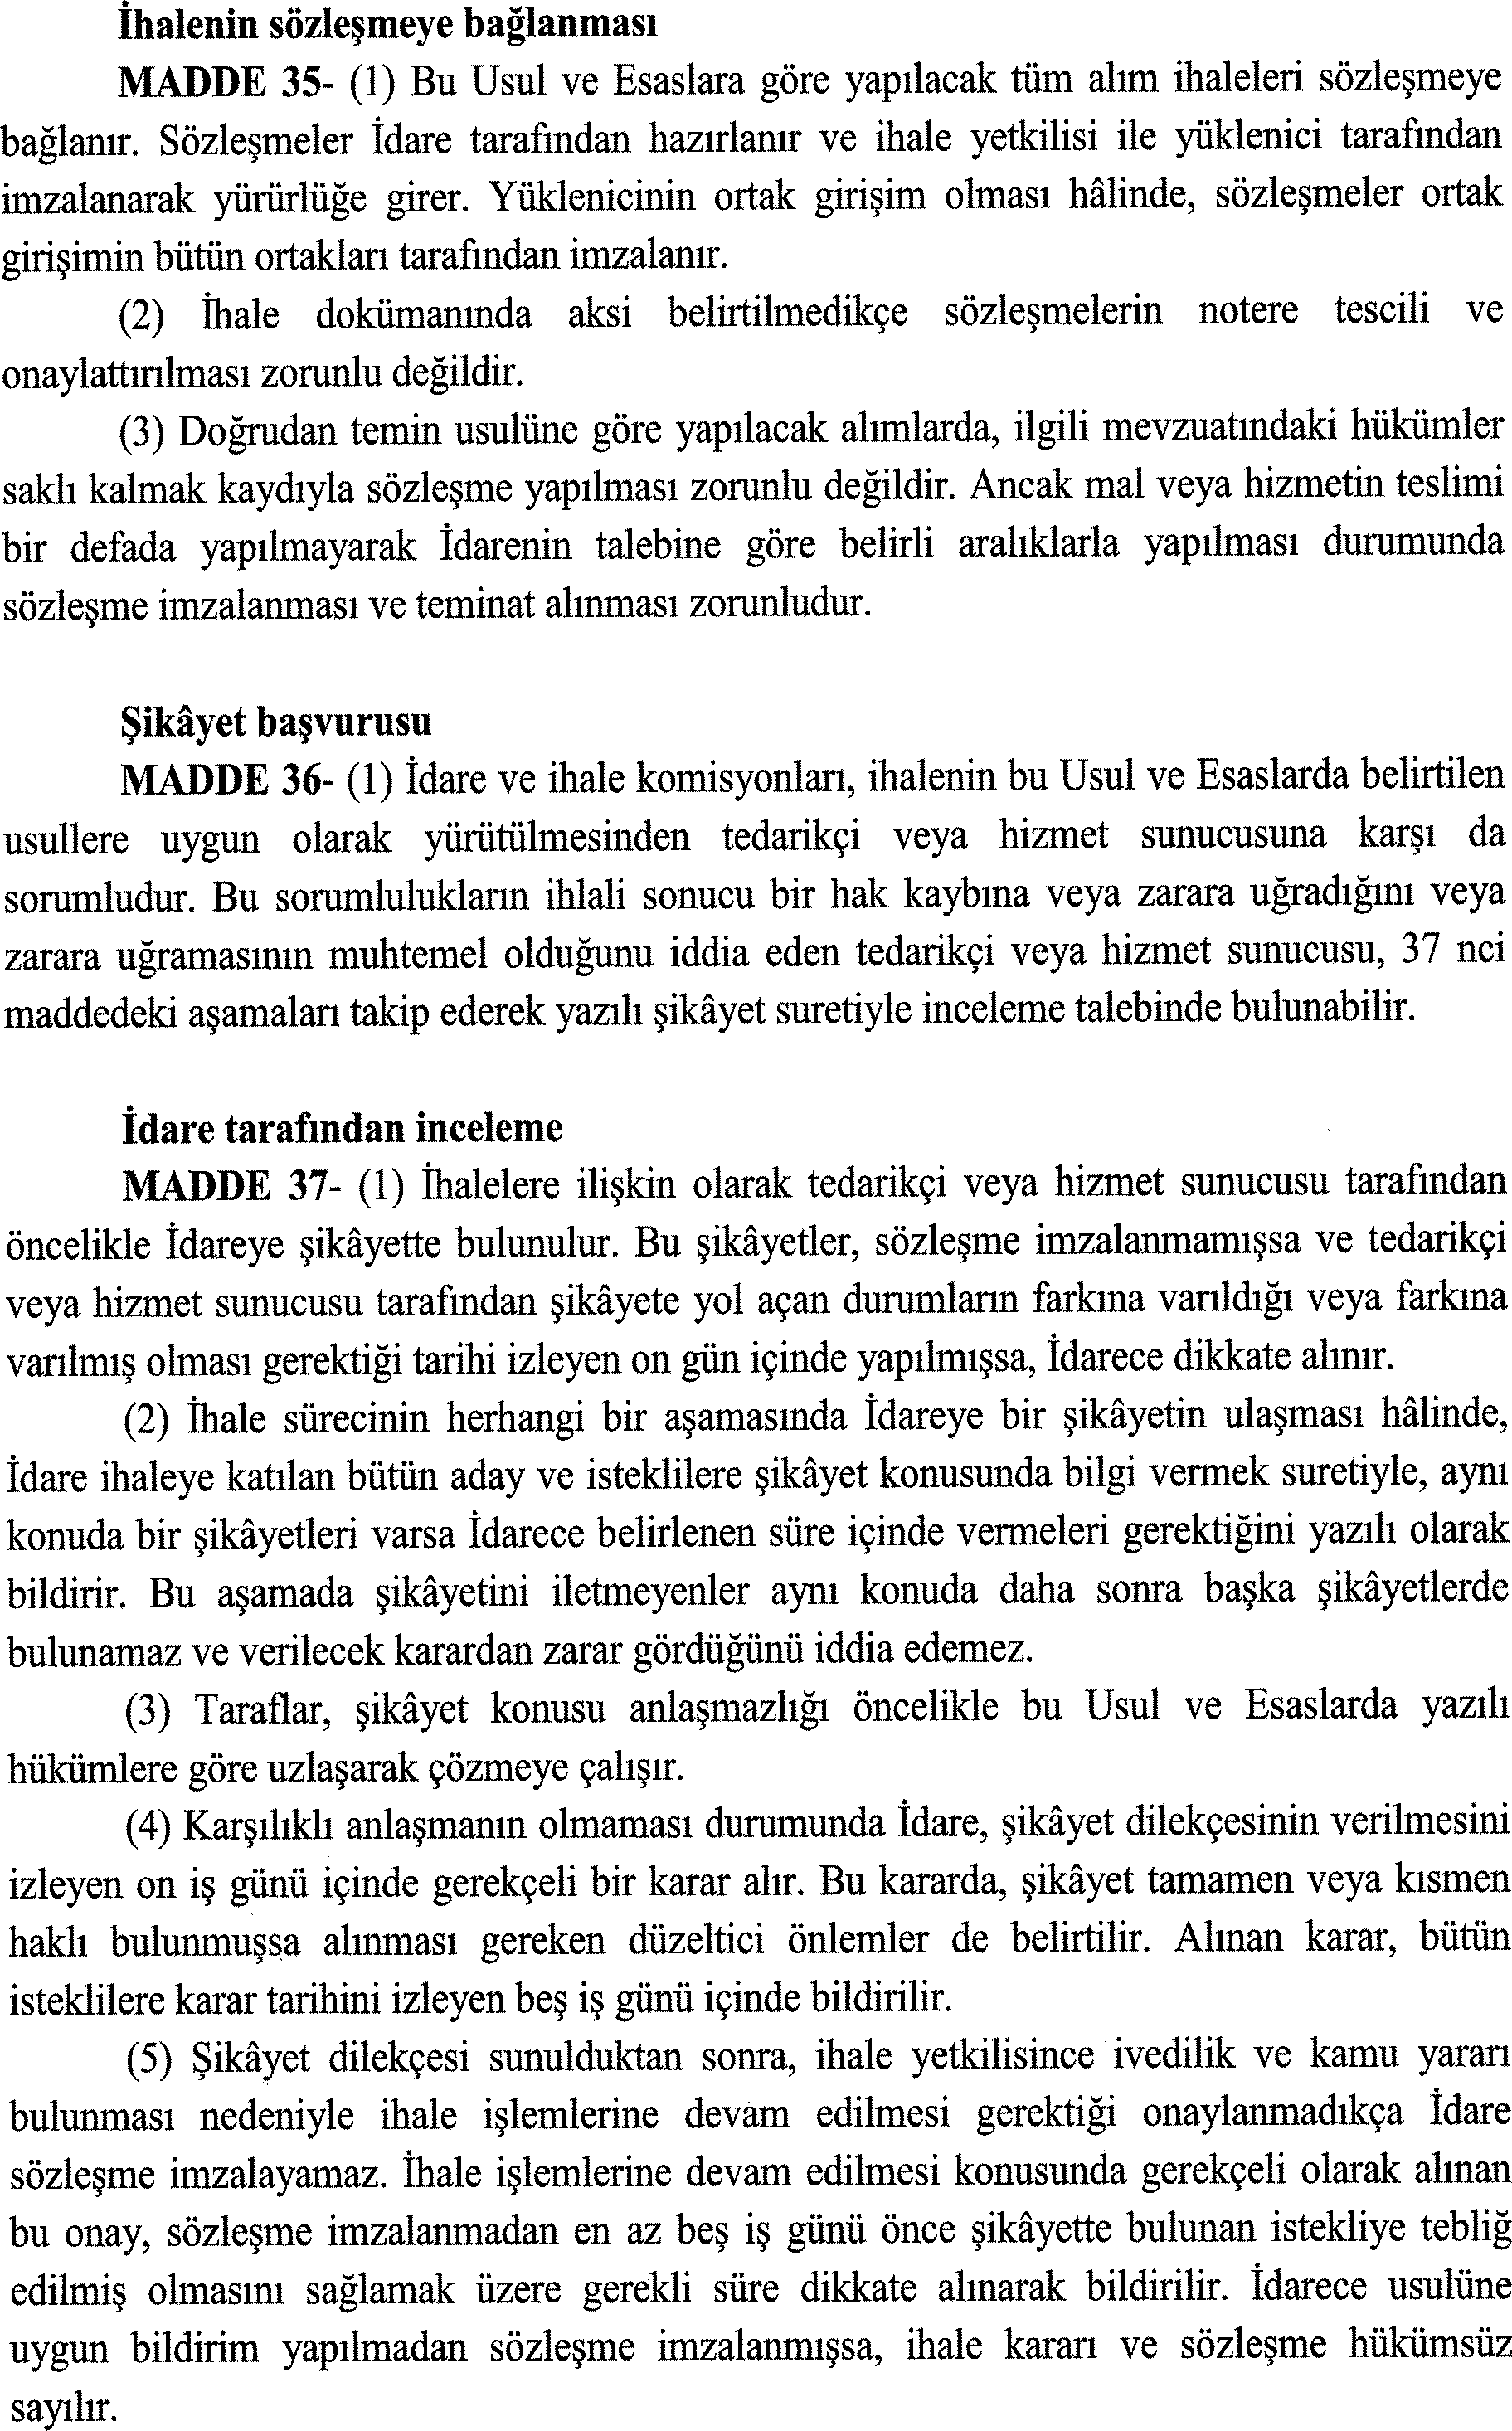 İhalenin sözleşmeye bağlanması
MADDE 35- (1) Bu Usul ve Esaslara göre yapılacak tüm alım ihaleleri sözleşmeye
bağlanır. Sözleşmeler İdare tarafından hazırlanır ve ihale yetkilisi ile yüklenici tarafından
imzalanarak yürürlüğe girer. Yüklenicinin ortak girişim olması hâlinde, sözleşmeler ortak
girişimin bütün ortakları tarafından imzalanır.
(2) İhale dokümanında aksi belirtilmedikçe sözleşmelerin notere tescili ve
onaylattırılması zorunlu değildir.
(3) Doğrudan temin usulüne göre yapılacak alımlarda, ilgili mevzuatındaki hükümler
saklı kalmak kaydıyla sözleşme yapılması zorunlu değildir. Ancak mal veya hizmetin teslimi
bir defada yapılmayarak İdarenin talebine göre belirli aralıklarla yapılması durumunda
sözleşme imzalanması ve teminat alınması zorunludur.
Şikâyet başvurusu
MADDE 36- (1) İdare ve ihale komisyonları, ihalenin bu Usul ve Esaslarda belirtilen
usullere uygun olarak yürütülmesinden tedarikçi veya hizmet sunucusuna karşı da
sorumludur. Bu sorumlulukların ihlali sonucu bir hak kaybına veya zarara uğradığını veya
zarara uğramasının muhtemel olduğunu iddia eden tedarikçi veya hizmet sunucusu, 37 nci
maddedeki aşamaları takip ederek yazılı şikâyet suretiyle inceleme talebinde bulunabilir.
İdare tarafından inceleme
MADDE 37- (1) İhalelere ilişkin olarak tedarikçi veya hizmet sunucusu tarafından
öncelikle İdareye şikâyette bulunulur. Bu şikâyetler, sözleşme imzalanmamışsa ve tedarikçi
veya hizmet sunucusu tarafından şikâyete yol açan durumların farkına varıldığı veya farkına
varılmış olması gerektiği tarihi izleyen on gün içinde yapılmışsa, İdarece dikkate alınır.
(2) İhale sürecinin herhangi bir aşamasında İdareye bir şikâyetin ulaşması hâlinde,
İdare ihaleye katılan bütün aday ve isteklilere şikâyet konusunda bilgi vermek suretiyle, aynı
konuda bir şikâyetleri varsa İdarece belirlenen süre içinde vermeleri gerektiğini yazılı olarak
bildirir. Bu aşamada şikâyetini iletmeyenler aynı konuda daha sonra başka şikâyetlerde
bulunamaz ve verilecek karardan zarar gördüğünü iddia edemez.
(3) Taraflar, şikâyet konusu anlaşmazlığı öncelikle bu Usul ve Esaslarda yazılı
hükümlere göre uzlaşarak çözmeye çalışır.
(4) Karşılıklı anlaşmanın olmaması durumunda İdare, şikâyet dilekçesinin verilmesini
izleyen on iş günü içinde gerekçeli bir karar alır. Bu kararda, şikâyet tamamen veya kısmen
haklı bulunmuşsa alınması gereken düzeltici önlemler de belirtilir. Alınan karar, bütün
isteklilere karar tarihini izleyen beş iş günü içinde bildirilir.
(5) Şikâyet dilekçesi sunulduktan sonra, ihale yetkilisince ivedilik ve kamu yararı
bulunması nedeniyle ihale işlemlerine devam edilmesi gerektiği onaylanmadıkça İdare
sözleşme imzalayamaz. İhale işlemlerine devam edilmesi konusunda gerekçeli olarak alınan
bu onay, sözleşme imzalanmadan en az beş iş günü önce şikâyette bulunan istekliye tebliğ
edilmiş olmasını sağlamak üzere gerekli süre dikkate alınarak bildirilir. İdarece usulüne
uygun bildirim yapılmadan sözleşme imzalanmışsa, ihale kararı ve sözleşme hükümsüz
sayılır.